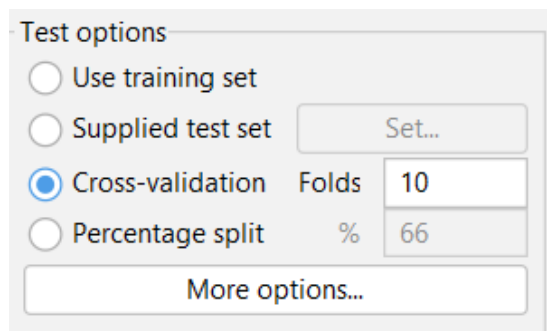 Test options
Use training set
Supplied test set Set...
Cross-validation Folds 10
Percentage split % 66
More options...